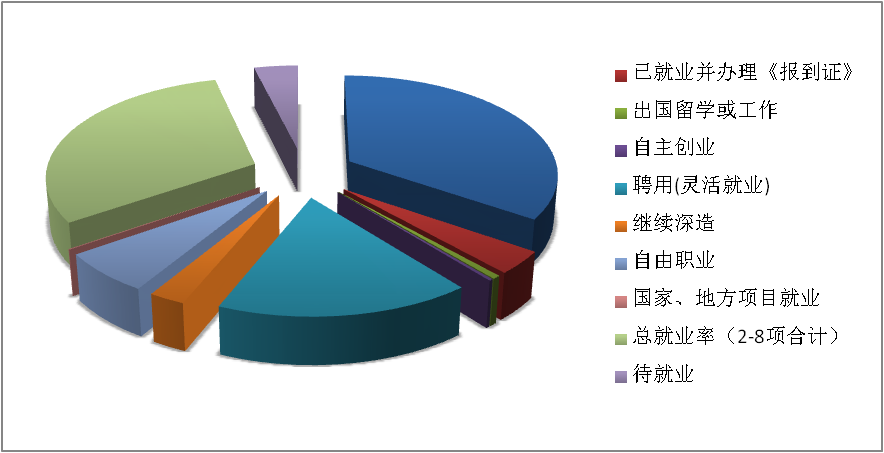 已就业并办理《报到证》
出国留学或工作
自主创业
聘用(灵活就业)
继续深造
自由职业
国家、地方项目就业
总就业率（2-8项合计）
待就业